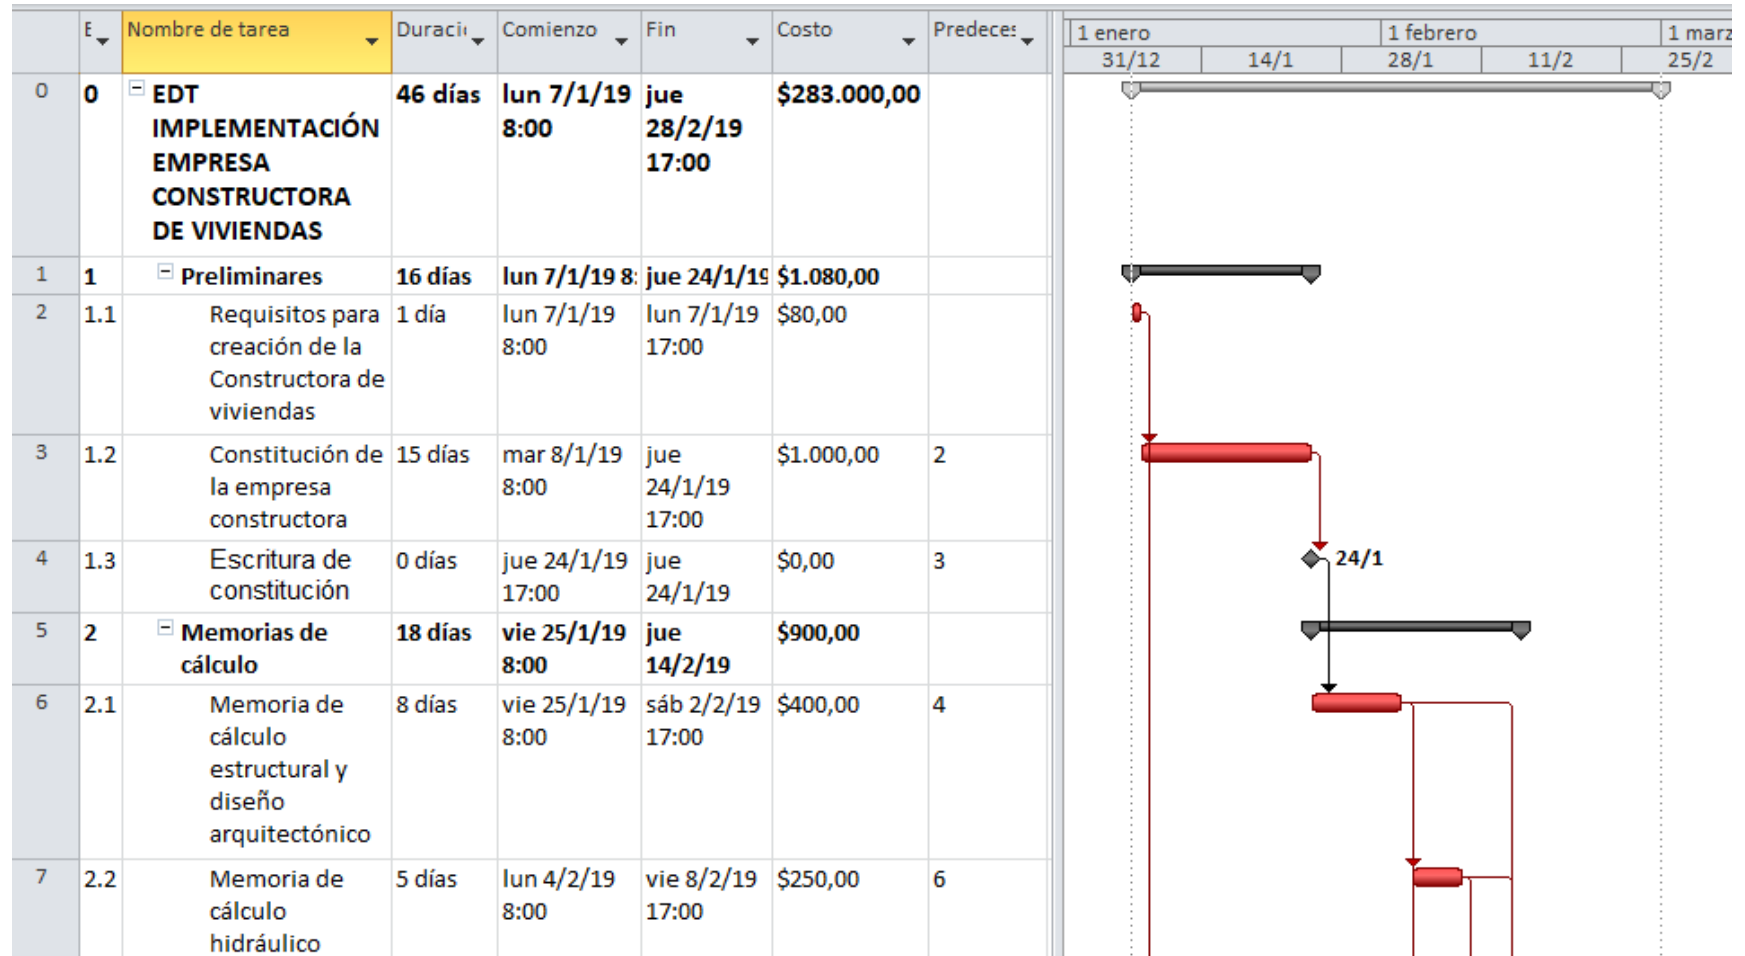 E Nombre de tarea Duració Comienzo Fin Costo Predeces 1 enero 1 febrero 1 marz
31/12 14/1 28/1 11/2 25/2
0 0 EDT 46 días lun 7/1/19 jue $283.000,00
IMPLEMENTACIÓN 8:00 28/2/19
EMPRESA 17:00
CONSTRUCTORA
DE VIVIENDAS
1 1 Preliminares 16 días lun 7/1/19 8: jue 24/1/19 $1.080,00
2 1.1 Requisitos para 1 día lun 7/1/19 lun 7/1/19 $80,00
creación de la 8:00 17:00
Constructora de
viviendas
3 1.2 Constitución de 15 días mar 8/1/19 jue $1.000,00 2
la empresa 8:00 24/1/19
constructora 17:00
4 1.3 Escritura de 0 días jue 24/1/19 jue $0,00 3 24/1
constitución 17:00 24/1/19
5 2 Memorias de 18 días vie 25/1/19 jue $900,00
cálculo 8:00 14/2/19
6 2.1 Memoria de 8 días vie 25/1/19 sáb 2/2/19 $400,00 4
cálculo 8:00 17:00
estructural y
diseño
arquitectónico
7 2.2 Memoria de 5 días lun 4/2/19 vie 8/2/19 $250,00 6
cálculo 8:00 17:00
hidráulico